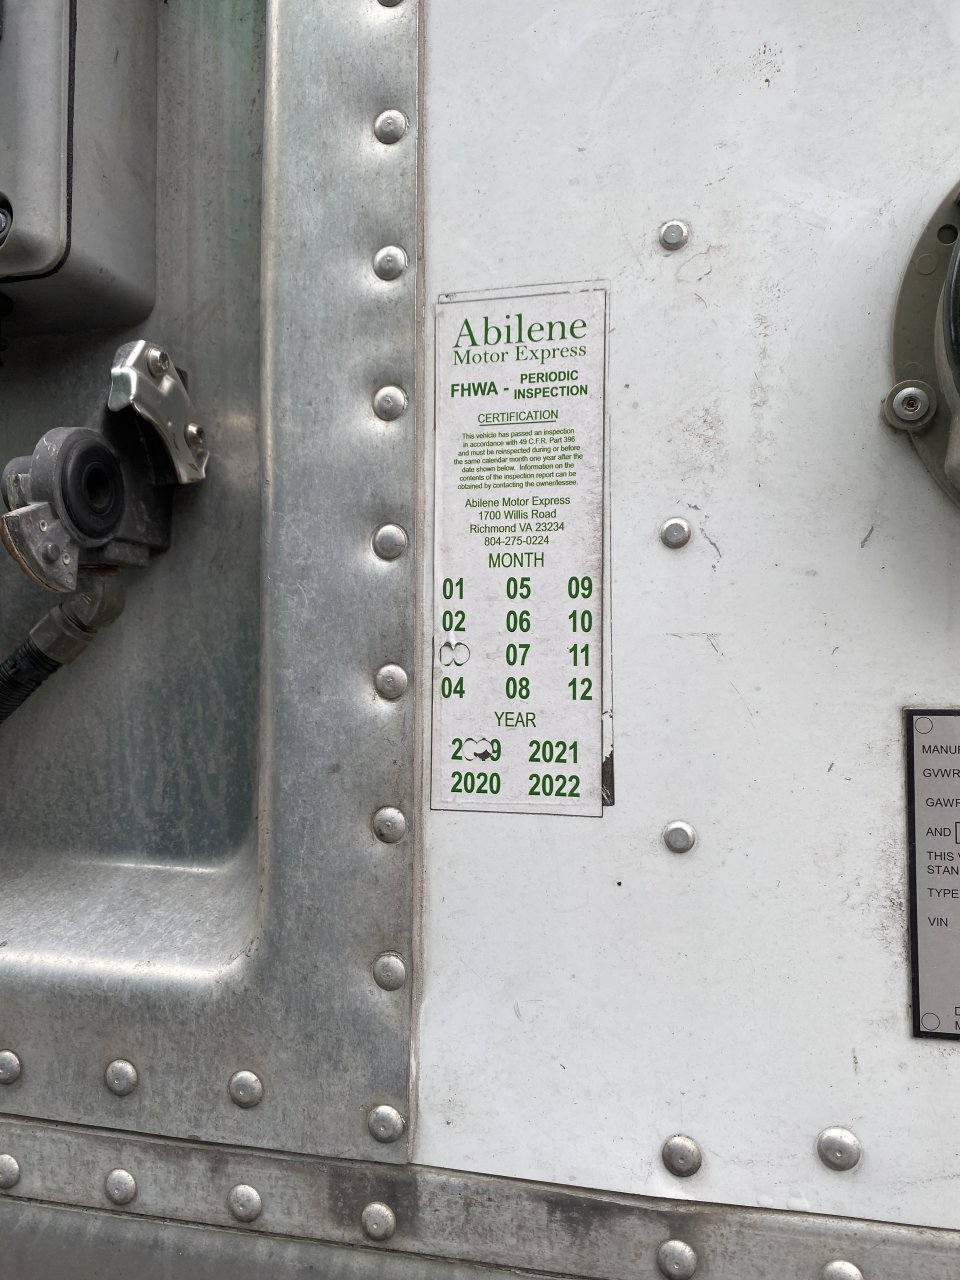 Abilene
Motor Express
FHWA - PERIODIC
INSPECTION
CERTIFICATION
This vehicle has passed an inspection
in accordance with 49 C.F.R. Part 396
and must be reinspected during or before
the same calendar month one year after the
date shown below. Information on the
contents of the inspection report can be
obtained by contacting the owner/lessee.
Abilene Motor Express
1700 Willis Road
Richmond VA 23234
804-275-0224
MONTH
01 05 09
02 06 10
07 11
04 08 12
YEAR
2021
2020 2022
GVWR
AND
TYPE
VIN